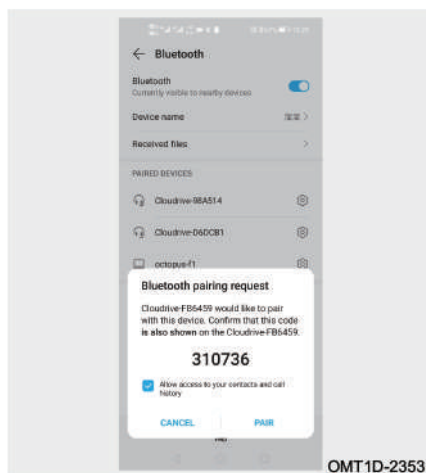 Bluetooth
Bluetooth
Currently visible to nearby devices
Device name
Received files
PAIRED DEVICES
Cloudrive-98A514
Cloudrive-06DCB1
octopus-f1
Bluetooth pairing request
Cloudrive-FB6459 would like to pair
with this device. Confirm that this code
is also shown on the Cloudrive-FB6459.
310736
Allow access to your contacts and call
history
CANCEL PAIR
OMT1D-2353